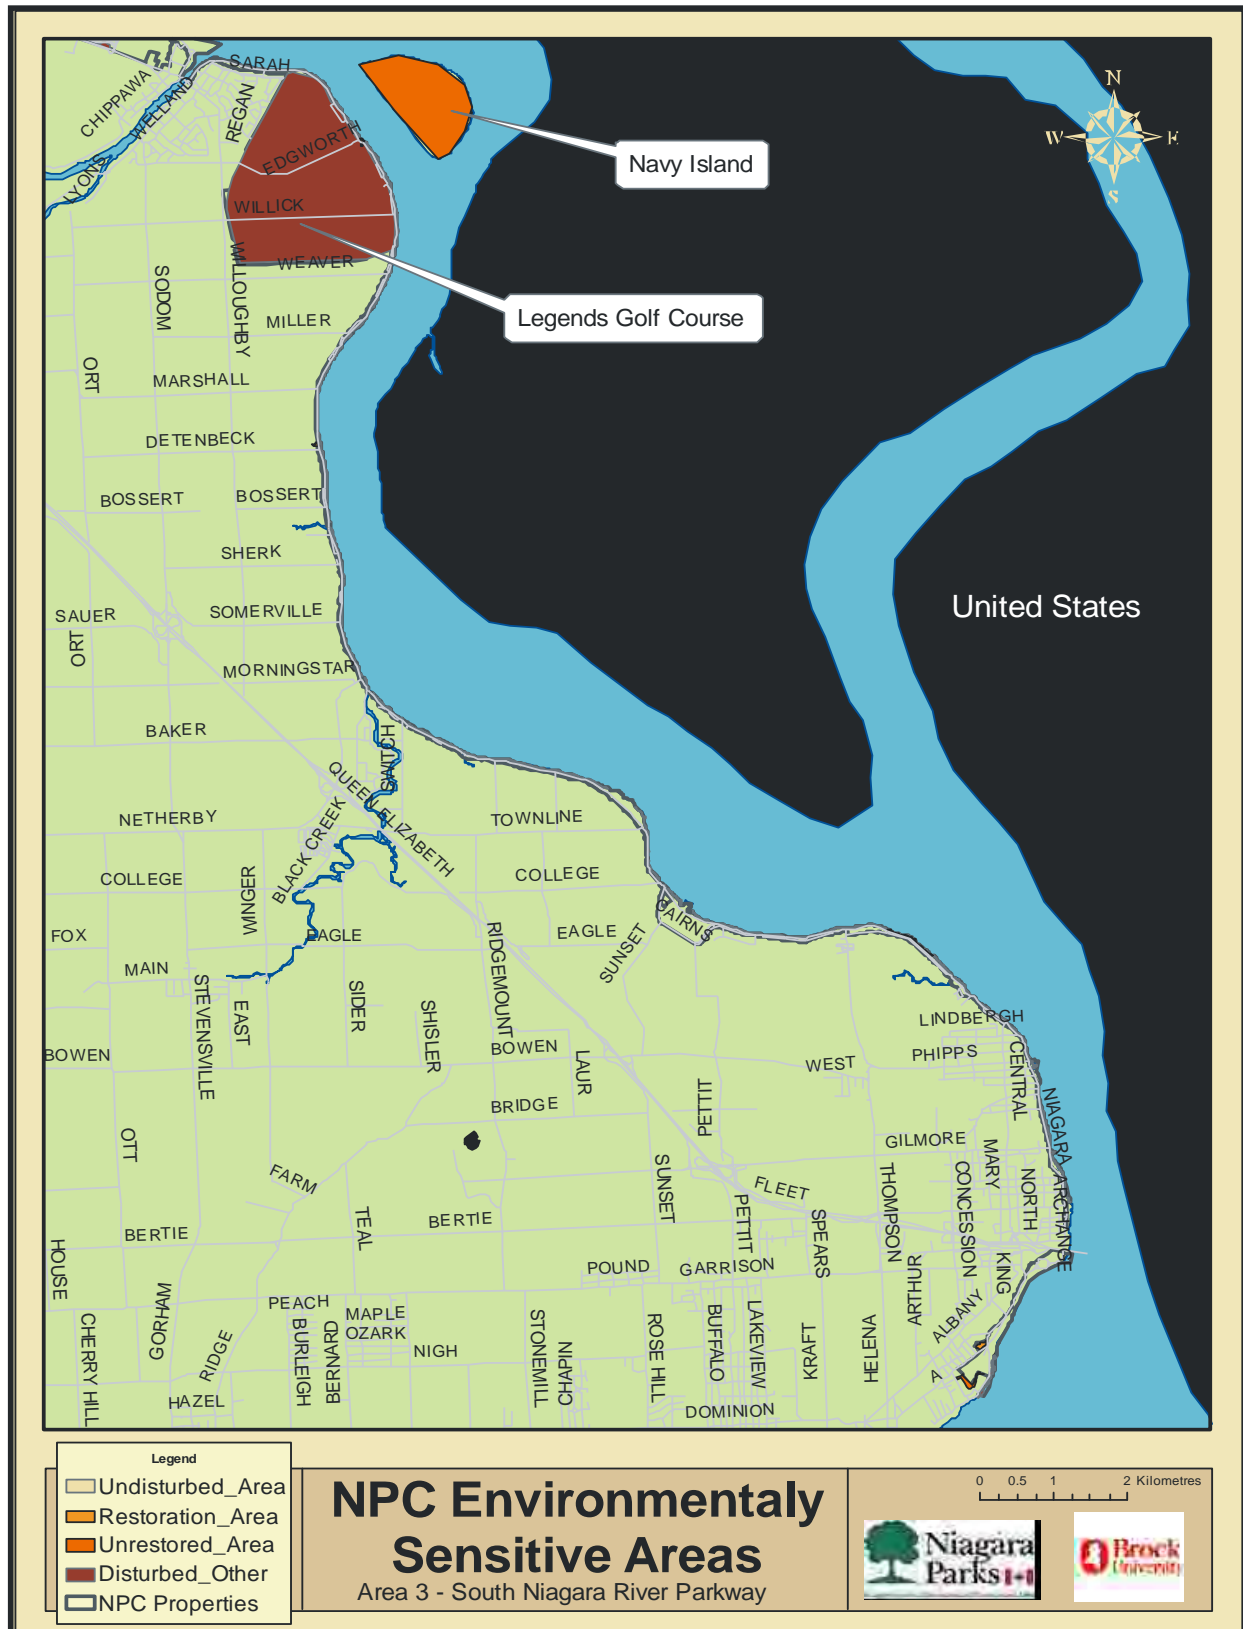 SARAH
CHIPPAWA
WELLAND
REGAN
EDGWORTH
LYONS
WILLICK
WEAVER
Navy Island
N
W E
S
SODOM
WILLOUGHBY
MILLER
Legends Golf Course
ORT
MARSHALL
DETENBECK
BOSSERT
BOSSERT
SHERK
SAUER
SOMERVILLE
United States
ORT
MORNINGSTAR
BAKER
SWITCH
QUEEN ELIZABETH
NETHERBY
BLACK CREEK
TOWNLINE
COLLEGE
WINGER
COLLEGE
CAIRNS
FOX
EAGLE
EAGLE
SUNSET
RIDGEMOUNT
MAIN
STEVENSVILLE
EAST
SIDER
SHISLER
LINDBERGH
BOWEN
BOWEN
LAUR
WEST
PHIPPS
CENTRAL
BRIDGE
PETTIT
NIAGARA
OTT
GILMORE
MARY
FARM
SUNSET
FLEET
THOMPSON
CONCESSION
NORTH
ARCHANGE
BERTIE
TEAL
BERTIE
PETTIT
SPEARS
HOUSE
POUND
GARRISON
ARTHUR
KING
GORHAM
PEACH
MAPLE
OZARK
ALBANY
CHERRY HILL
RIDGE
BURLEIGH
BERNARD
NIGH
STONEMILL
CHAPIN
ROSE HILL
BUFFALO
LAKEVIEW
KRAFT
HELENA
A
HAZEL
DOMINION
Legend
Undisturbed_Area
Restoration_Area
Unrestored_Area
Disturbed_Other
NPC Properties
NPC Environmentaly
Sensitive Areas
Area 3 - South Niagara River Parkway
0 0.5 1 2 Kilometres
Niagara
Parks
Brock
University